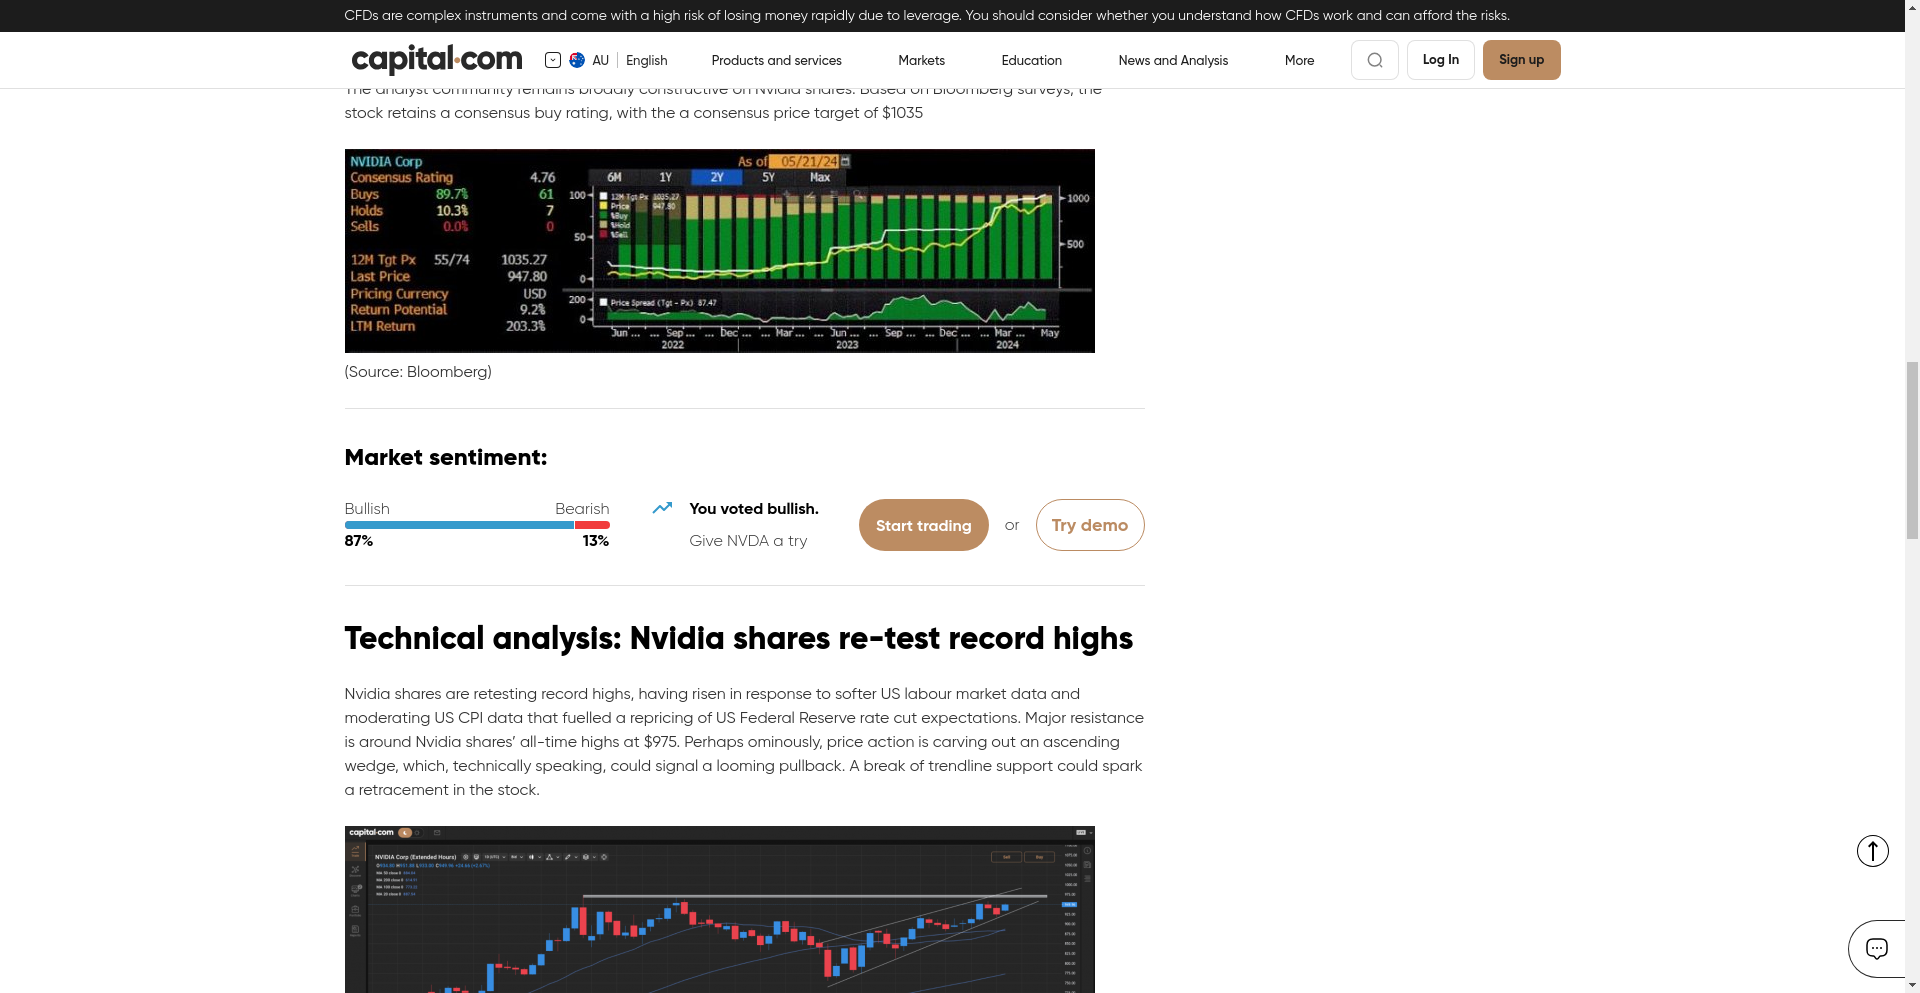 CFDs are complex instruments and come with a high risk of losing money rapidly due to leverage. You should consider whether you understand how CFDs work and can afford the risks.
capital.com
AU
English
Products and services
Markets
Education
News and Analysis
More
Log In
Sign up
The analyst community remains broadly constructive on Nvidia shares. Based on Bloomberg surveys, the
stock retains a consensus buy rating, with the a consensus price target of $1035
NVIDIA Corp
Consensus Rating 4.76
Buys 89.7% 61
Holds 10.3% 7
Sells 0.0% 0
12M Tgt Px 55/74 1035.27
Last Price 947.80
Pricing Currency USD
Return Potential 9.2%
LTM Return 203.3%
As of 05/21/24
6M 1Y 2Y 5Y Max
12M Tgt Px 1035.27
Price 947.80
%Buy
%Hold
%Sell
100
50
0
1000
500
200
0
Price Spread (Tgt - Px) 87.47
Jun ... ... Sep ... ... Dec ... ... Mar ... ... Jun ... ... Sep ... ... Dec ... ... Mar ... ... May
2022 2023 2024
(Source: Bloomberg)
Market sentiment:
Bullish
Bearish
87%
13%
You voted bullish.
Give NVDA a try
Start trading
or
Try demo
Technical analysis: Nvidia shares re-test record highs
Nvidia shares are retesting record highs, having risen in response to softer US labour market data and
moderating US CPI data that fuelled a repricing of US Federal Reserve rate cut expectations. Major resistance
is around Nvidia shares’ all-time highs at $975. Perhaps ominously, price action is carving out an ascending
wedge, which, technically speaking, could signal a looming pullback. A break of trendline support could spark
a retracement in the stock.
capital.com
NVIDIA Corp (Extended Hours)
Sell
Buy